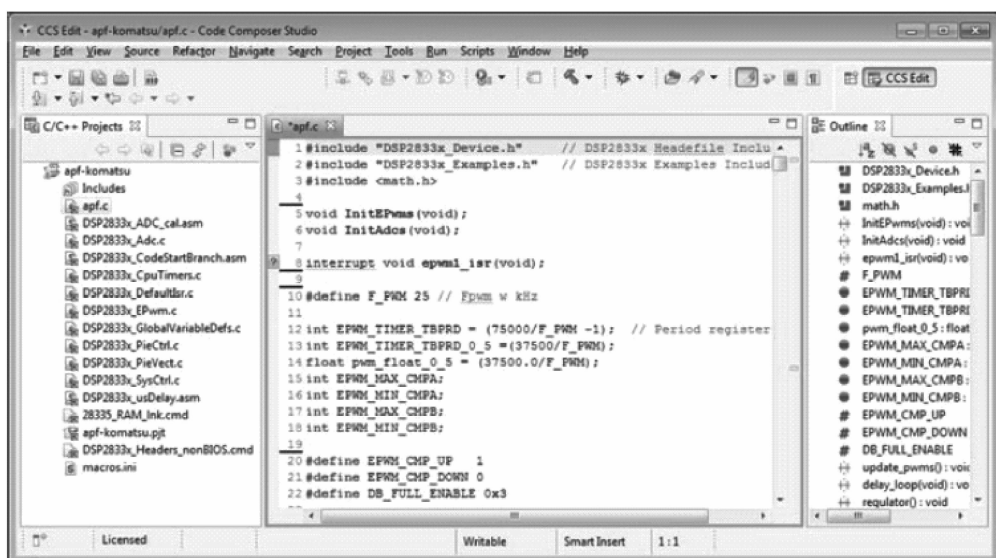 CCS Edit - apf-komatsu/apf.c - Code Composer Studio
File Edit View Source Refactor Navigate Search Project Tools Run Scripts Window Help
CCS Edit
C/C++ Projects
apf-komatsu
Includes
apf.c
DSP2833x_ADC_cal.asm
DSP2833x_Adc.c
DSP2833x_CodeStartBranch.asm
DSP2833x_CpuTimers.c
DSP2833x_DefaultIsr.c
DSP2833x_EPwm.c
DSP2833x_GlobalVariableDefs.c
DSP2833x_PieCtrl.c
DSP2833x_PieVect.c
DSP2833x_SysCtrl.c
DSP2833x_usDelay.asm
28335_RAM_lnk.cmd
apf-komatsu.pjt
DSP2833x_Headers_nonBIOS.cmd
macros.ini
*apf.c
1 #include "DSP2833x_Device.h" // DSP2833x Headefile Inclu
2 #include "DSP2833x_Examples.h" // DSP2833x Examples Includ
3 #include <math.h>
4
5 void InitEPwms(void);
6 void InitAdcs(void);
7
8 interrupt void epwm1_isr(void);
9
10 #define F_PWM 25 // Fpwm w kHz
11
12 int EPWM_TIMER_TBPRD = (75000/F_PWM -1); // Period register
13 int EPWM_TIMER_TBPRD_0_5 =(37500/F_PWM);
14 float pwm_float_0_5 = (37500.0/F_PWM);
15 int EPWM_MAX_CMPA;
16 int EPWM_MIN_CMPA;
17 int EPWM_MAX_CMPB;
18 int EPWM_MIN_CMPB;
19
20 #define EPWM_CMP_UP 1
21 #define EPWM_CMP_DOWN 0
22 #define DB_FULL_ENABLE 0x3
Outline
DSP2833x_Device.h
DSP2833x_Examples.h
math.h
InitEPwms(void) : voi
InitAdcs(void) : void
epwm1_isr(void) : vo
F_PWM
EPWM_TIMER_TBPRD
EPWM_TIMER_TBPRD
pwm_float_0_5 : float
EPWM_MAX_CMPA :
EPWM_MIN_CMPA :
EPWM_MAX_CMPB :
EPWM_MIN_CMPB :
EPWM_CMP_UP
EPWM_CMP_DOWN
DB_FULL_ENABLE
update_pwms() : voic
delay_loop(void) : vo
regulator() : void
Licensed
Writable
Smart Insert
1:1